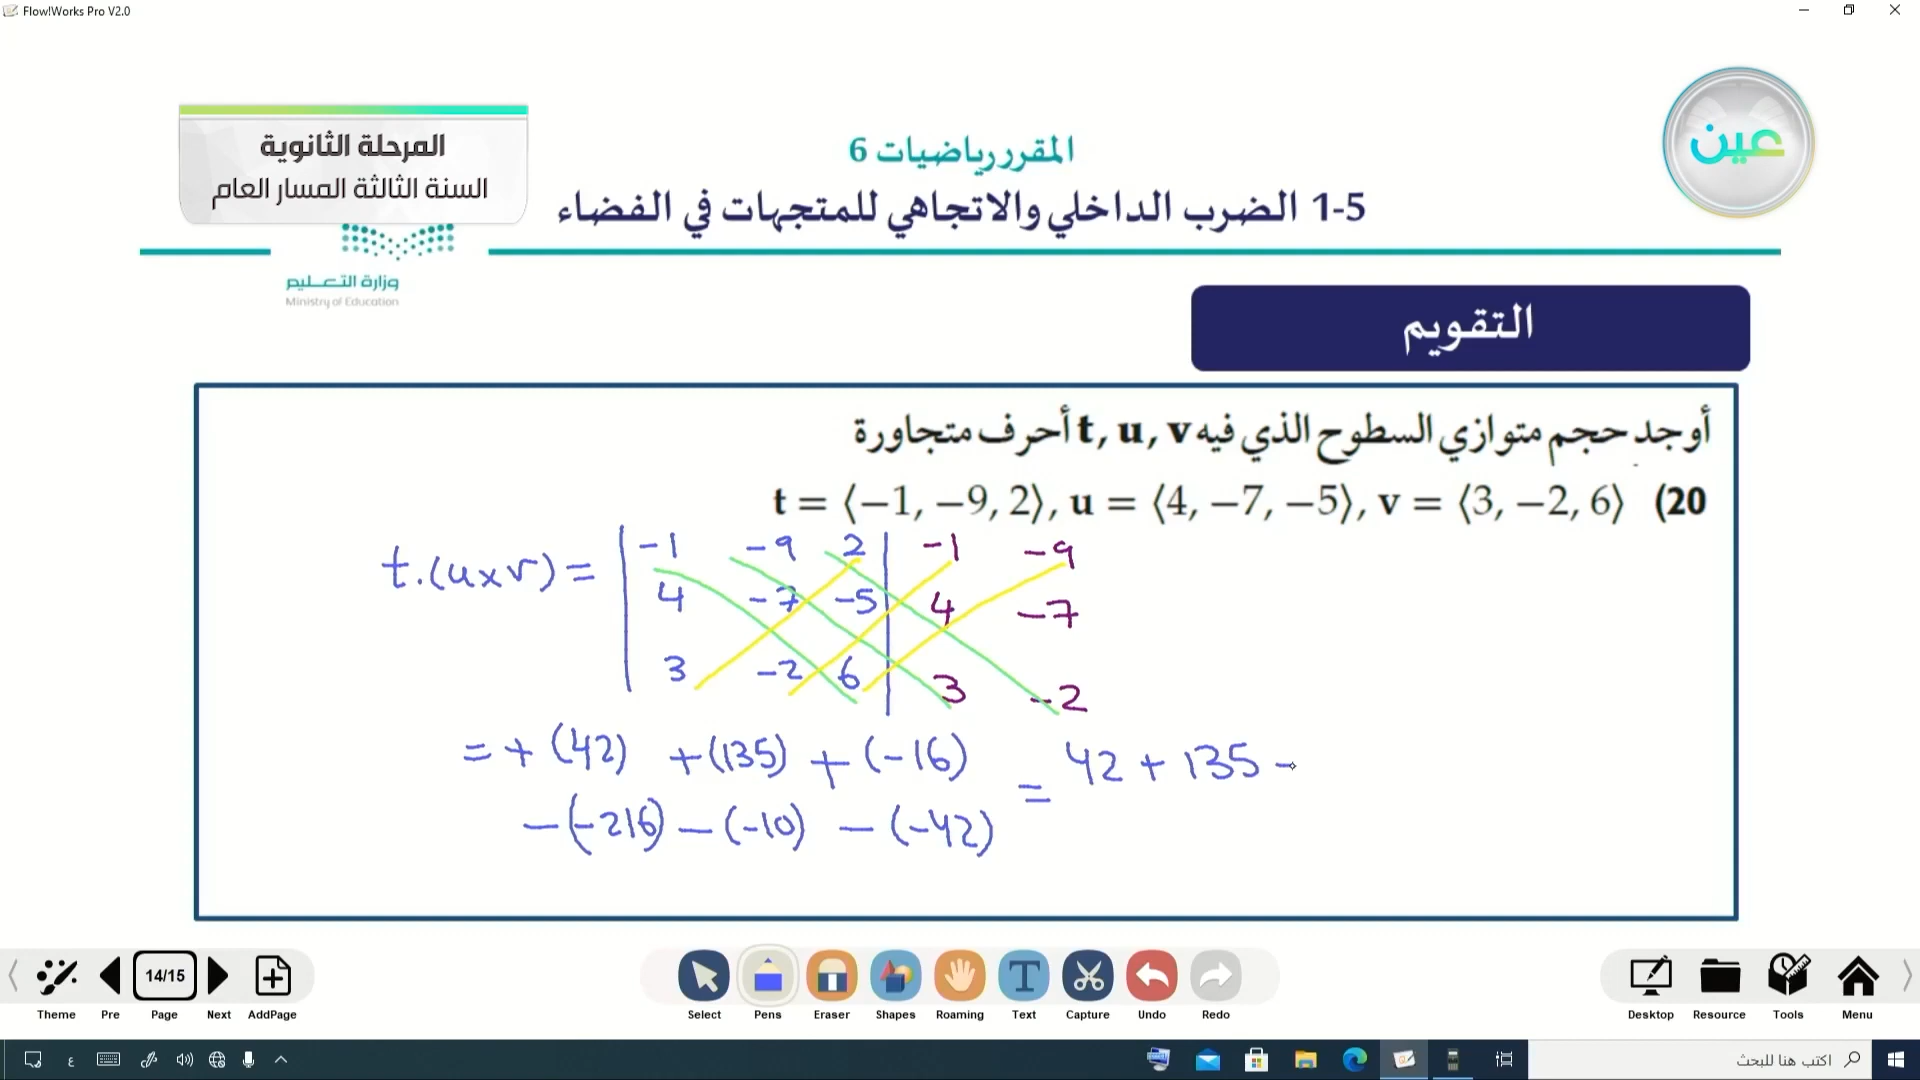 Flow!Works Pro V2.0
المرحلة الثانوية
السنة الثالثة المسار العام
المقرر رياضيات 6
1-5 الضرب الداخلي والاتجاهي للمتجهات في الفضاء
عين
وزارة التعليم
Ministry of Education
التقويم
أوجد حجم متوازي السطوح الذي فيه t, u, v أحرف متجاورة
t = ⟨−1, −9, 2⟩, u = ⟨4, −7, −5⟩, v = ⟨3, −2, 6⟩ (20
t.(u×v) =
-1 -9 2 -1 -9
4 -7 -5 4 -7
3 -2 6 3 -2
= + (42) + (135) + (-16)
- (-216) - (-10) - (-42)
= 42 + 135 -
14/15
Theme Pre Page Next AddPage
Select Pens Eraser Shapes Roaming Text Capture Undo Redo
Desktop Resource Tools Menu
ع
اكتب هنا للبحث